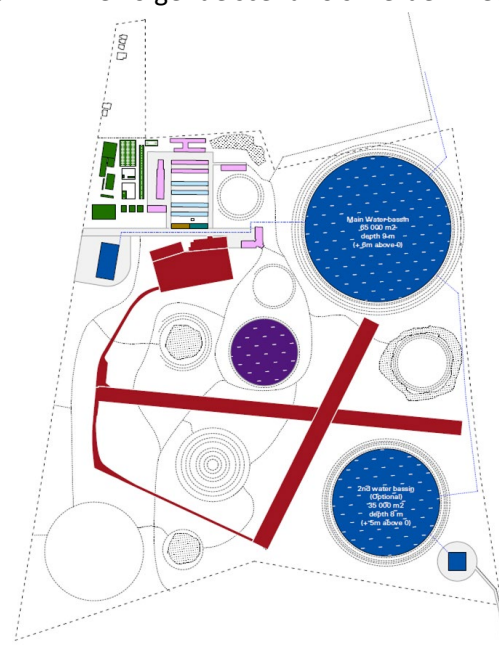 Main Water bassin
65 000 m2
depth 9 m
(+ 6m above 0)
2nd water bassin
(Optional)
35 000 m2
depth 8 m
(+ 5m above 0)